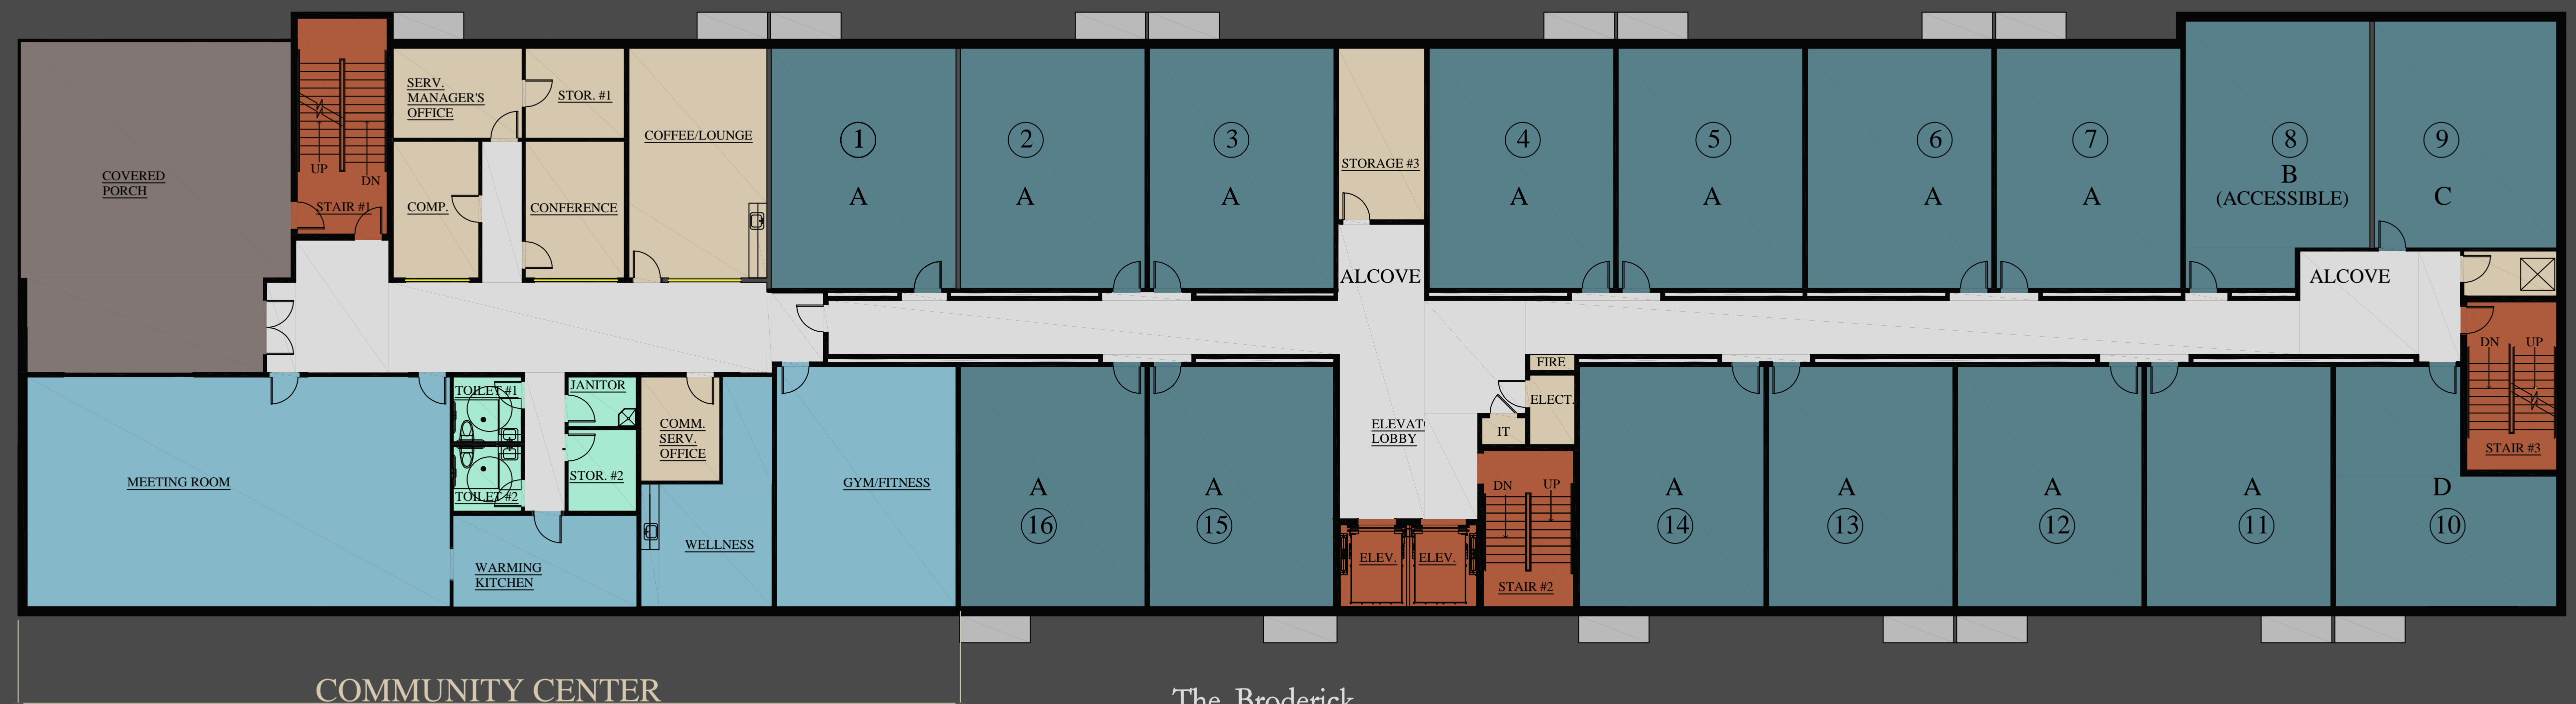 COVERED
PORCH
UP
DN
STAIR #1
SERV.
MANAGER'S
OFFICE
STOR. #1
COMP.
CONFERENCE
COFFEE/LOUNGE
1
A
2
A
3
A
STORAGE #3
ALCOVE
4
A
5
A
6
A
7
A
8
B
(ACCESSIBLE)
9
C
ALCOVE
DN
UP
STAIR #3
MEETING ROOM
TOILET #1
TOILET #2
JANITOR
STOR. #2
COMM.
SERV.
OFFICE
WARMING
KITCHEN
WELLNESS
GYM/FITNESS
A
16
A
15
ELEVAT
LOBBY
ELEV.
ELEV.
FIRE
ELECT.
IT
DN
UP
STAIR #2
A
14
A
13
A
12
A
11
D
10
COMMUNITY CENTER
The Broderick